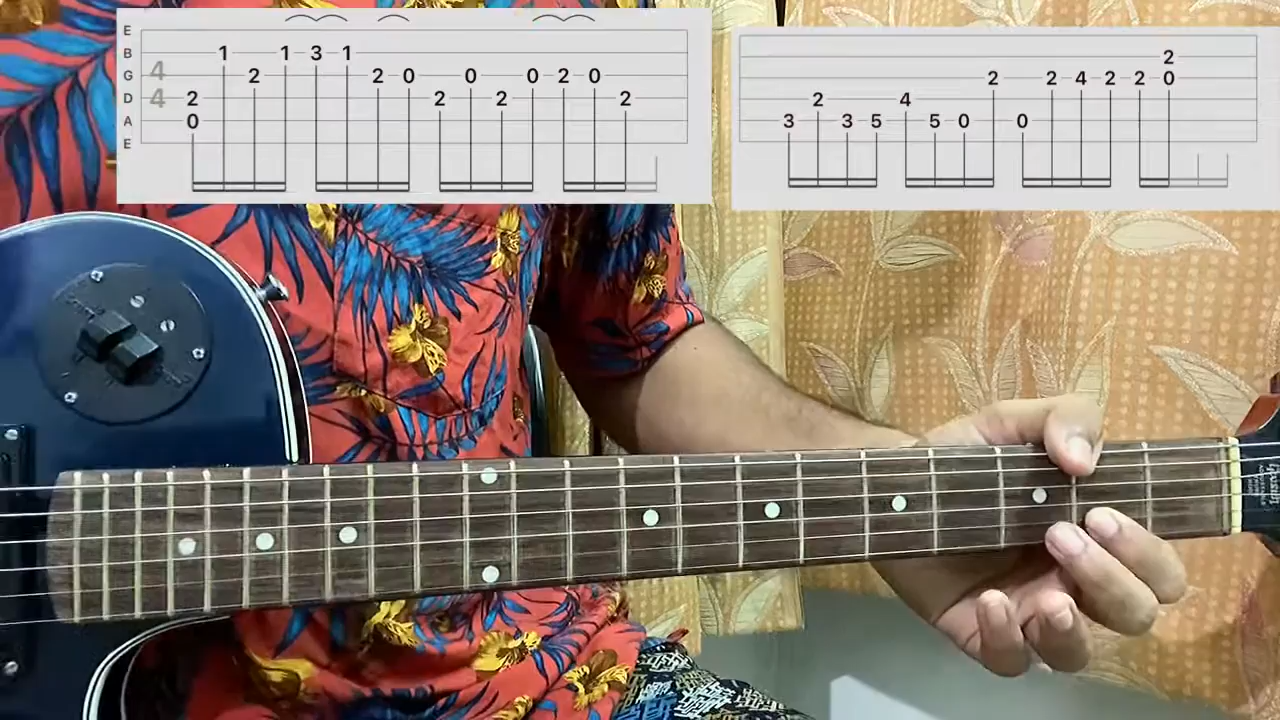 E
B 1 1 3 1
G 4 2 2 0 0 0 2 0
D 4 2 2 2 2
A 0
E
2
2 2 4 2 2 0
2 4
3 3 5 5 0 0